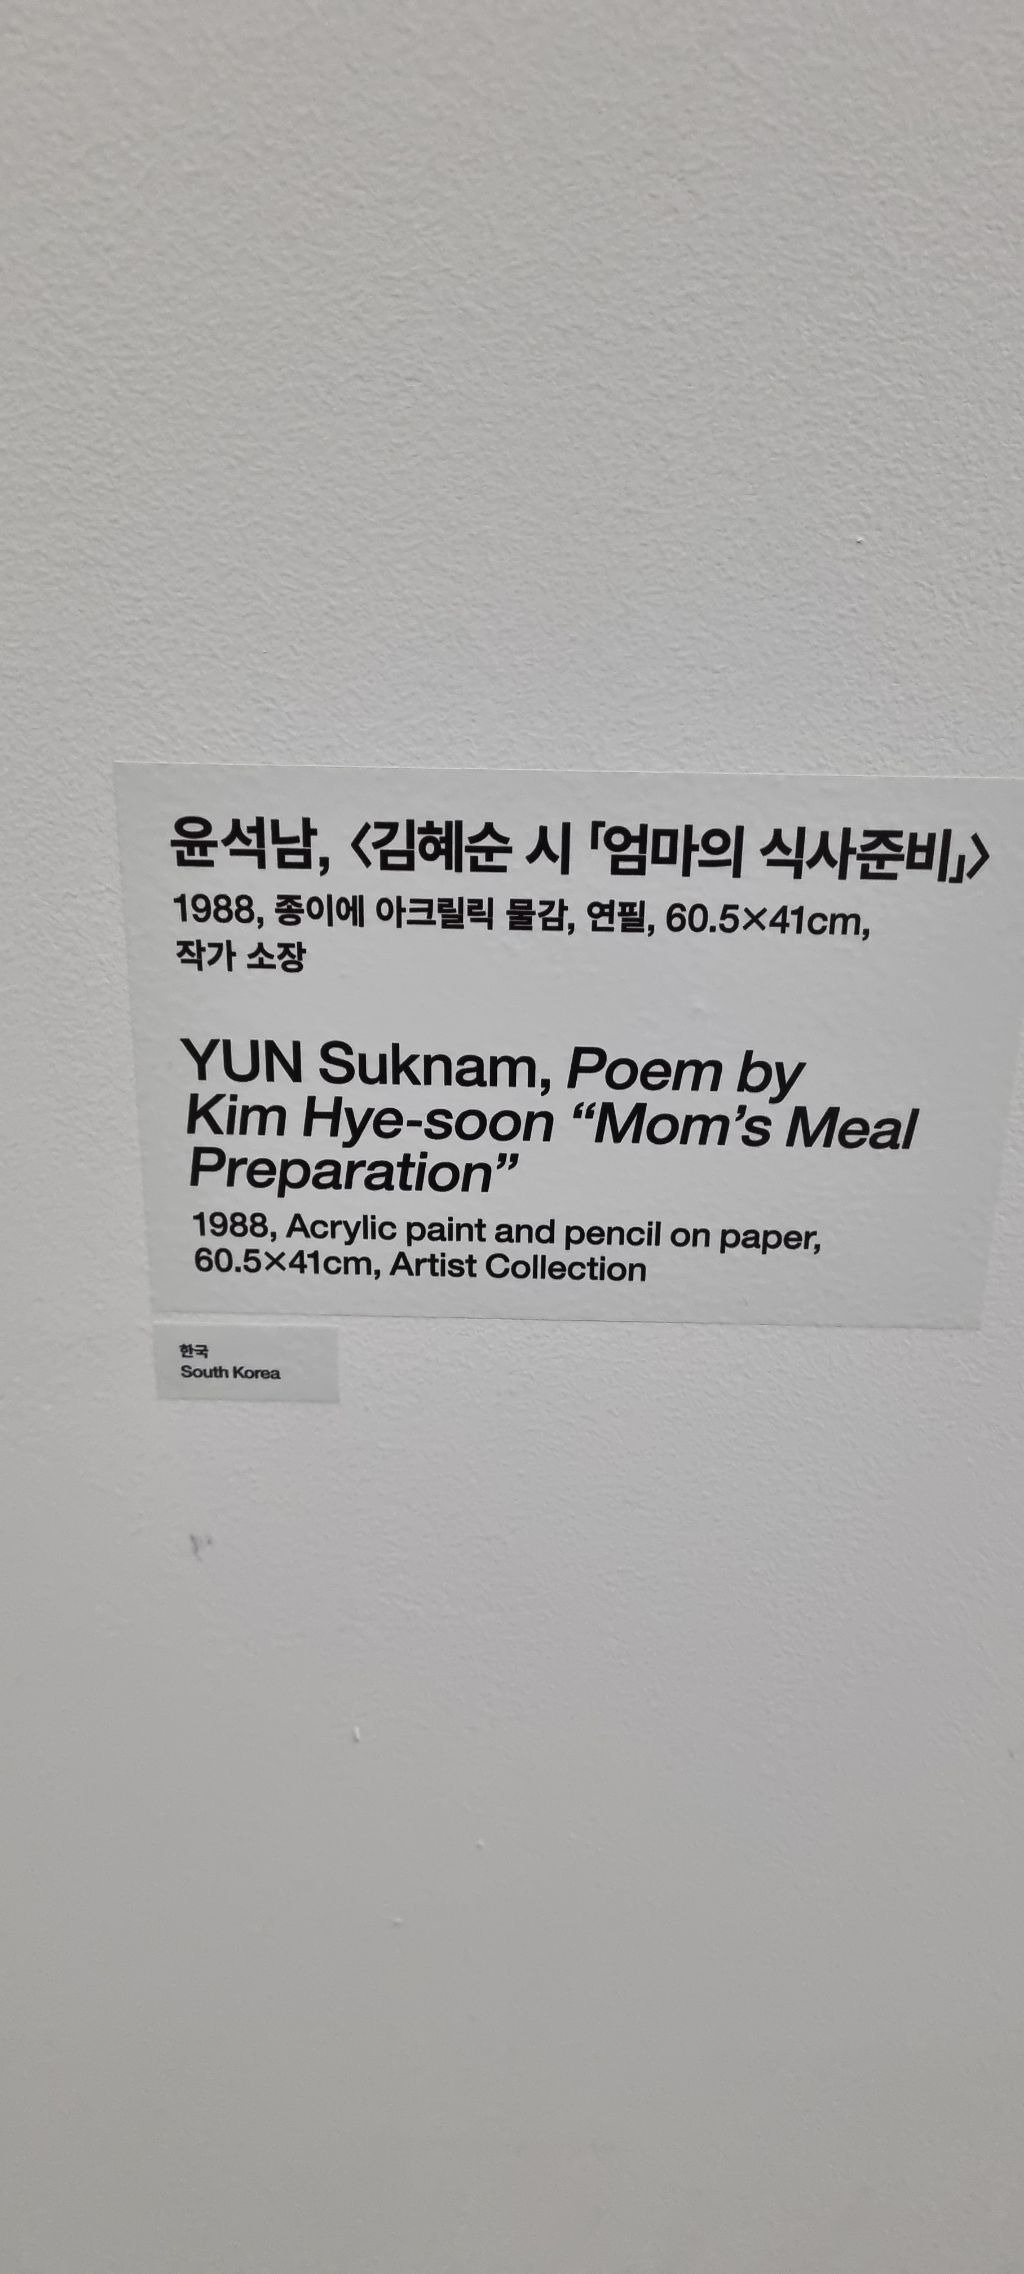 윤석남, 〈김혜순 시 「엄마의 식사준비」〉
1988, 종이에 아크릴릭 물감, 연필, 60.5×41cm,
작가 소장
YUN Suknam, Poem by
Kim Hye-soon “Mom’s Meal
Preparation”
1988, Acrylic paint and pencil on paper,
60.5×41cm, Artist Collection
한국
South Korea